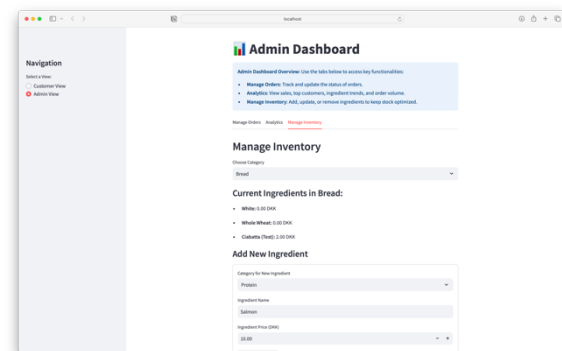 localhost
Navigation
Select a View:
Customer View
Admin View
Admin Dashboard
Admin Dashboard Overview: Use the tabs below to access key functionalities:
Manage Orders: Track and update the status of orders.
Analytics: View sales, top customers, ingredient trends, and order volume.
Manage Inventory: Add, update, or remove ingredients to keep stock optimized.
Manage Orders Analytics Manage Inventory
Manage Inventory
Choose Category
Bread
Current Ingredients in Bread:
White: 0.00 DKK
Whole Wheat: 0.00 DKK
Ciabatta (Test): 2.00 DKK
Add New Ingredient
Category for New Ingredient
Protein
Ingredient Name
Salmon
Ingredient Price (DKK)
10.00